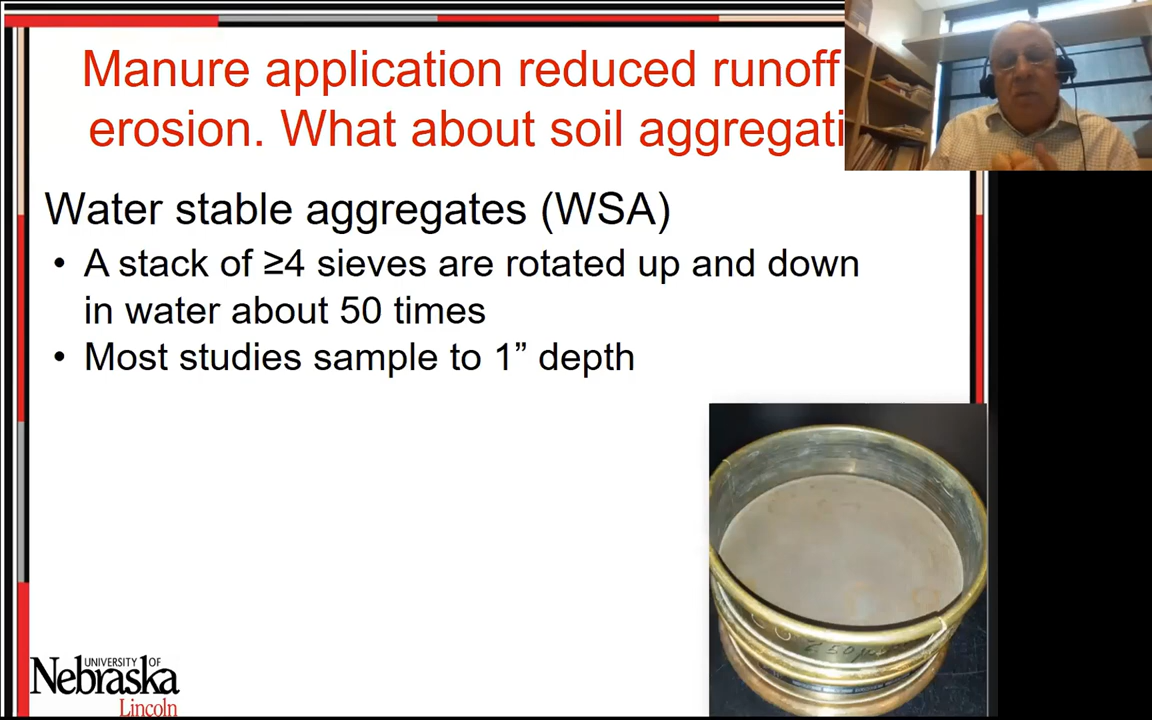 Manure application reduced runoff
erosion. What about soil
Water stable aggregates (WSA)
• A stack of ≥4 sieves are rotated up and down
in water about 50 times
• Most studies sample to 1” depth
UNIVERSITY OF
Nebraska
Lincoln